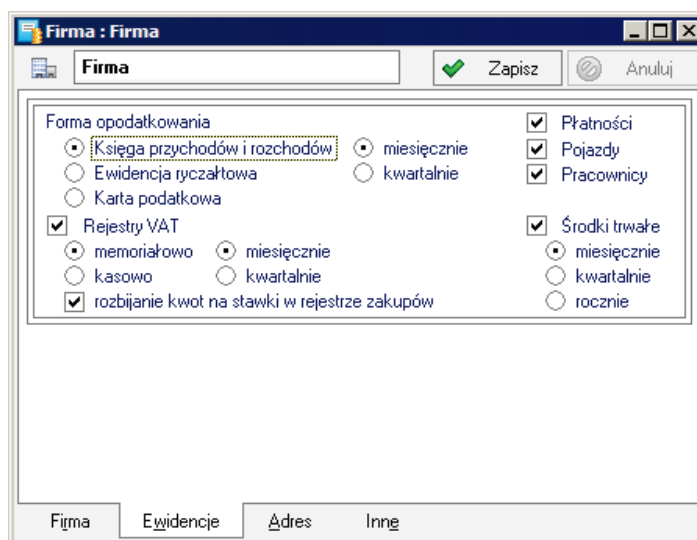 Firma : Firma
Firma Zapisz Anuluj
Forma opodatkowania Płatności
Księga przychodów i rozchodów miesięcznie Pojazdy
Ewidencja ryczałtowa kwartalnie Pracownicy
Karta podatkowa
Rejestry VAT Środki trwałe
memoriałowo miesięcznie miesięcznie
kasowo kwartalnie kwartalnie
rozbijanie kwot na stawki w rejestrze zakupów rocznie
Firma Ewidencje Adres Inne